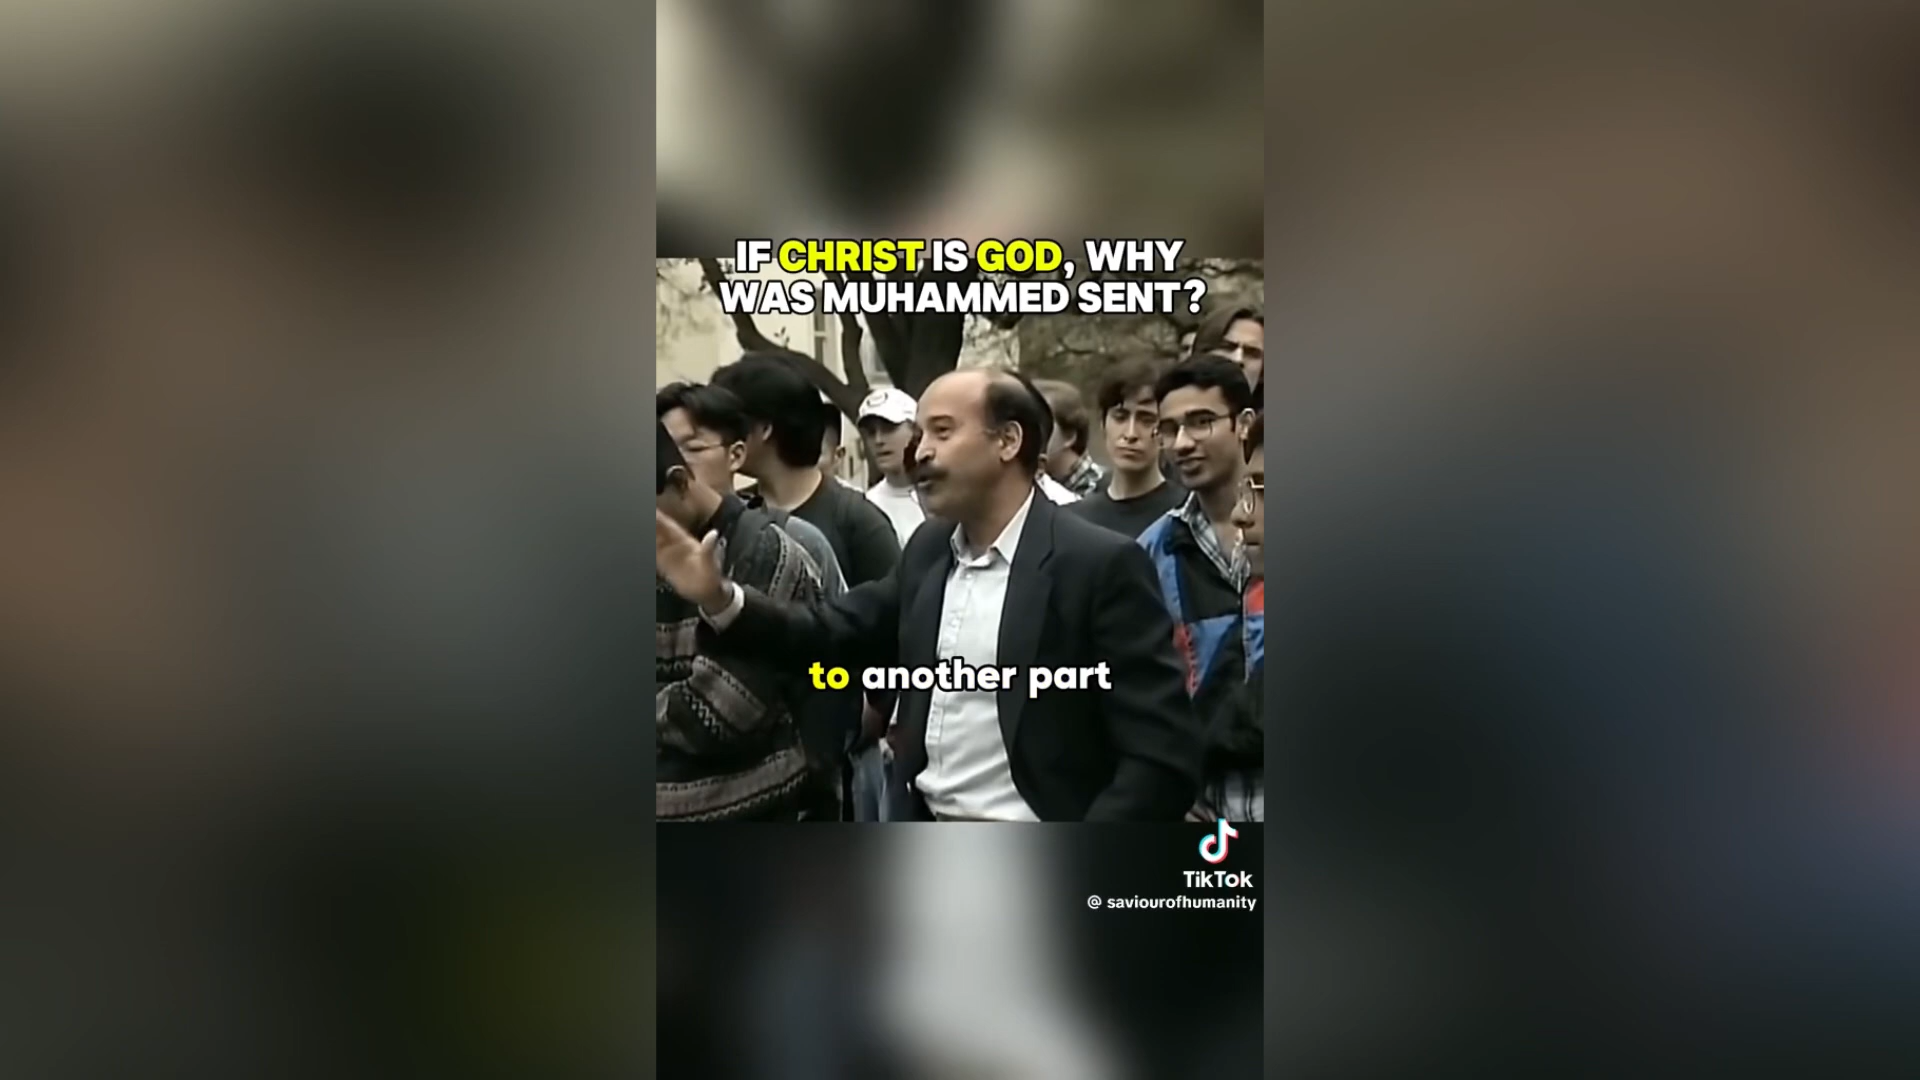 IF CHRIST IS GOD, WHY
WAS MUHAMMED SENT?
to another part
TikTok
@ saviourofhumanity